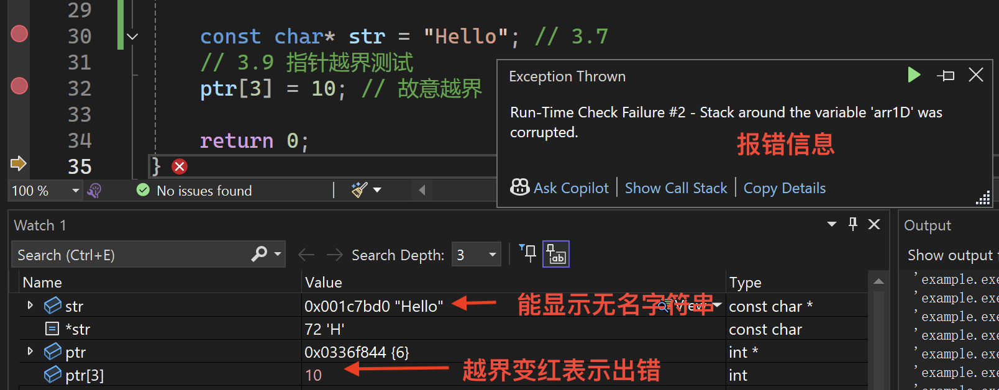 29
30 const char* str = "Hello"; // 3.7
31 // 3.9 指针越界测试
32 ptr[3] = 10; // 故意越界
33
34 return 0;
35 }
Exception Thrown
Run-Time Check Failure #2 - Stack around the variable 'arr1D' was
corrupted.
报错信息
Ask Copilot Show Call Stack Copy Details
100 % No issues found
Watch 1
Search (Ctrl+E) Search Depth: 3
Name Value Type
str 0x001c7bd0 "Hello" 能显示无名字符串 View const char *
*str 72 'H' const char
ptr 0x0336f844 {6} int *
ptr[3] 10 越界变红表示出错 int
Output
Show output
'example.exe
'example.exe
'example.exe
'example.exe
'example.exe
'example.exe